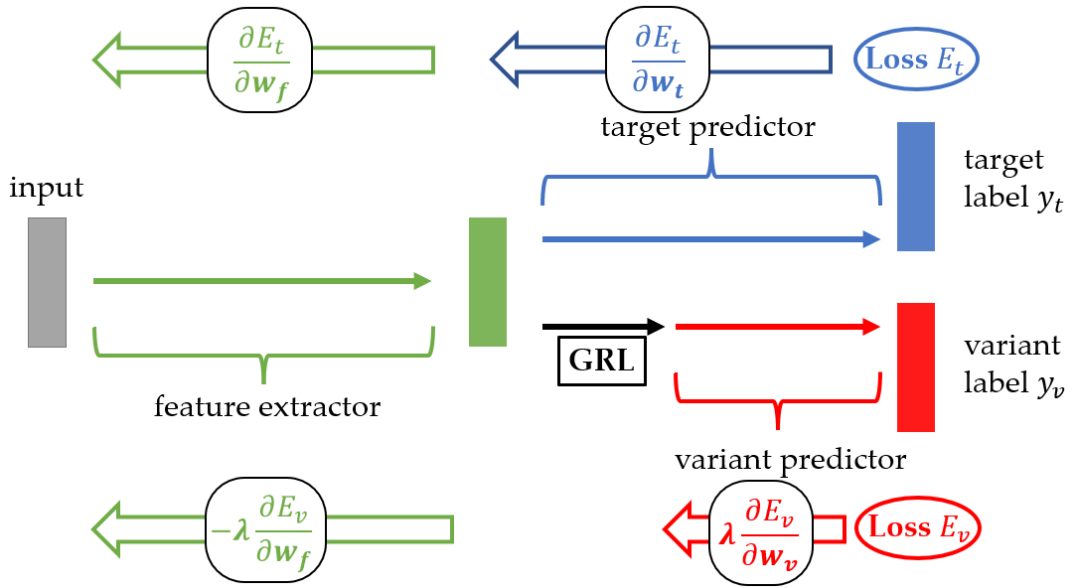 ∂E_t
∂w_f
∂E_t
∂w_t
Loss E_t
target predictor
input
target
label y_t
GRL
variant
label y_v
feature extractor
variant predictor
−λ ∂E_v
∂w_f
λ ∂E_v
∂w_v
Loss E_v